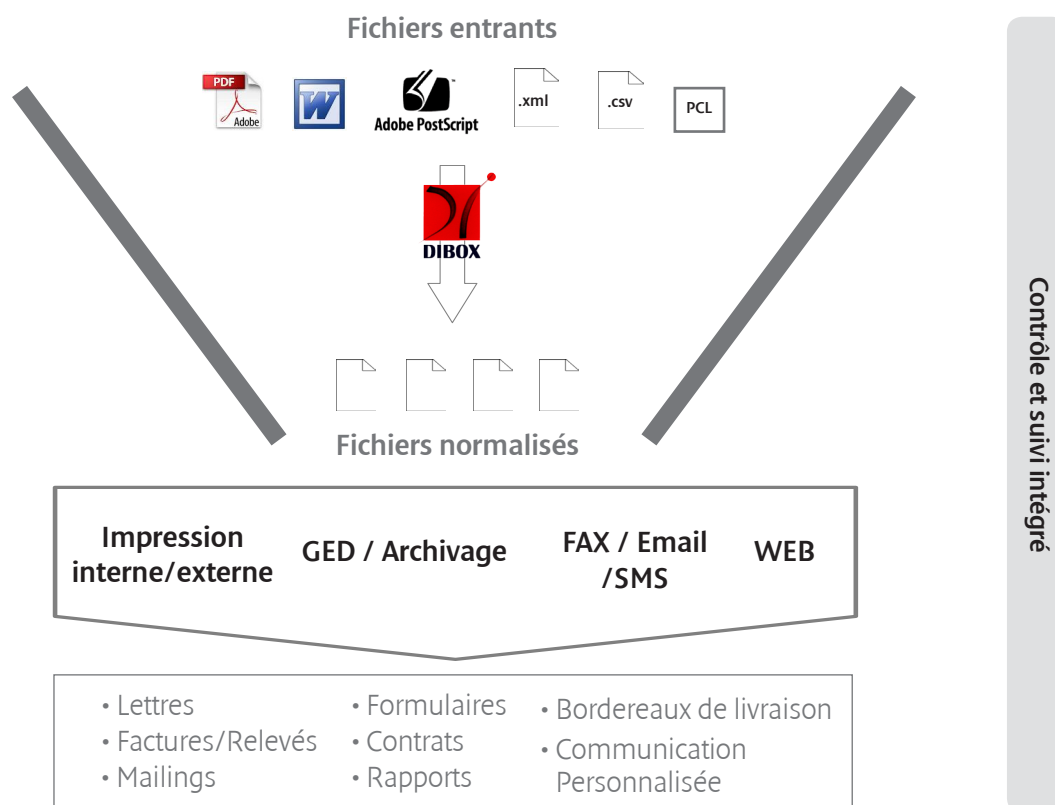 Fichiers entrants
PDF
Adobe
W
Adobe PostScript
.xml
.csv
PCL
DIBOX
Fichiers normalisés
Impression
interne/externe
GED / Archivage
FAX / Email
/SMS
WEB
• Lettres
• Factures/Relevés
• Mailings
• Formulaires
• Contrats
• Rapports
• Bordereaux de livraison
• Communication
Personnalisée
Contrôle et suivi intégré